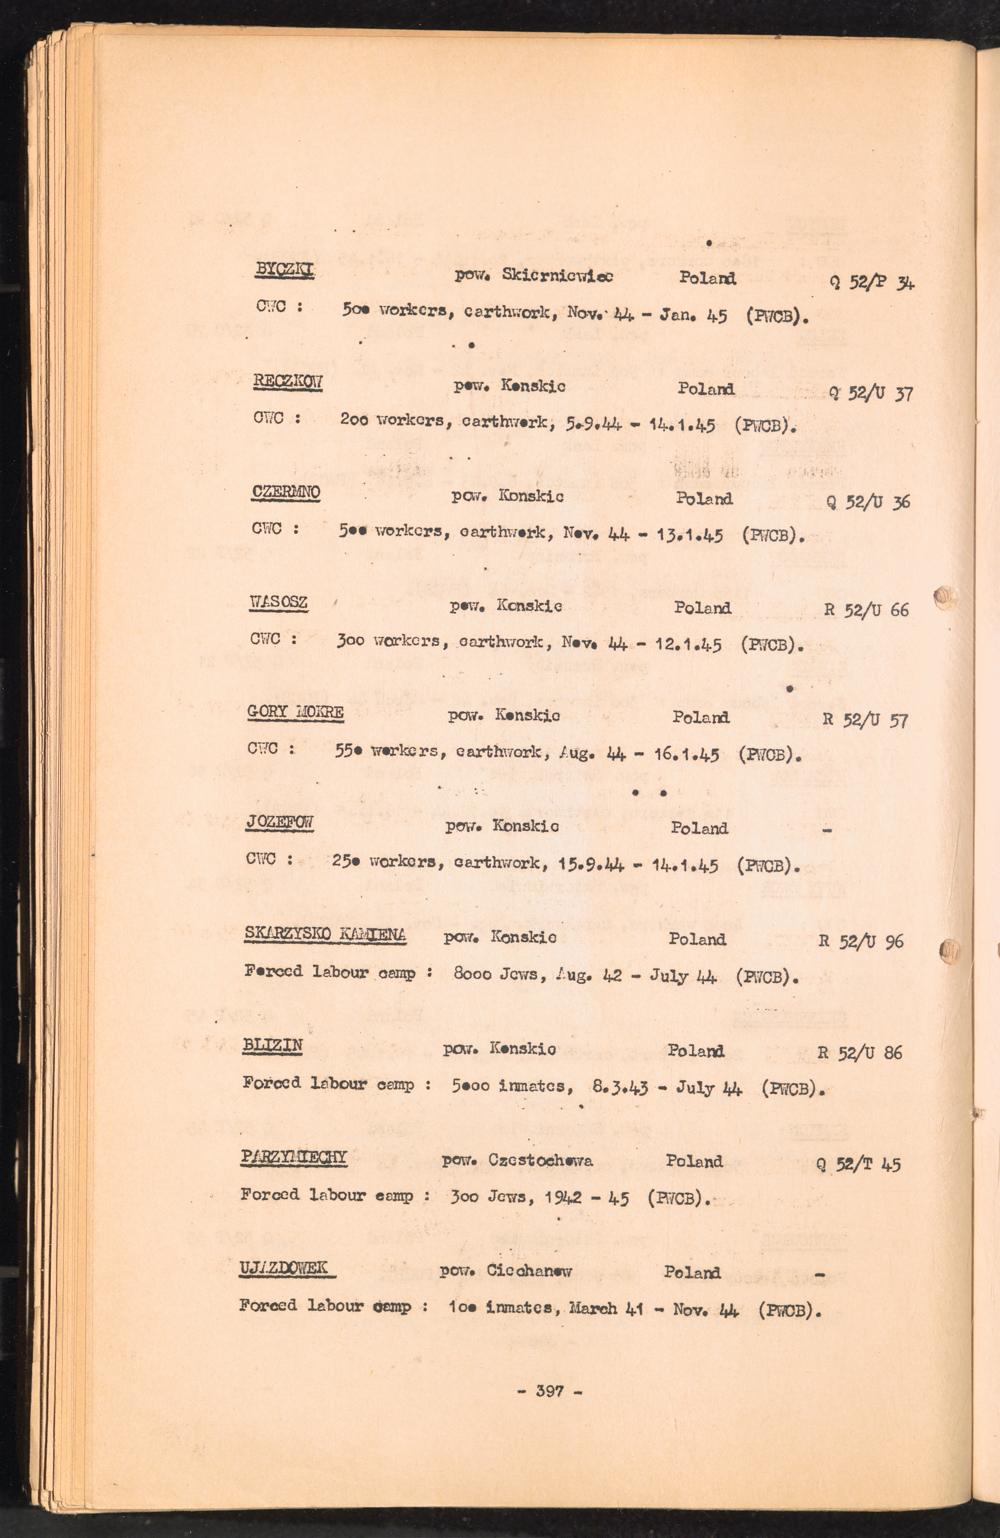 BYCZKI pow. Skierniewiec Poland Q 52/P 34
CWC : 500 workers, earthwork, Nov. 44 - Jan. 45 (PWCB).
RECZKOW pow. Konskie Poland Q 52/U 37
CWC : 200 workers, earthwork, 5.9.44 - 14.1.45 (PWCB).
CZERMNO pow. Konskie Poland Q 52/U 36
CWC : 500 workers, earthwork, Nov. 44 - 13.1.45 (PWCB).
WASOSZ pow. Konskie Poland R 52/U 66
CWC : 300 workers, earthwork, Nov. 44 - 12.1.45 (PWCB).
GORY MOKRE pow. Konskie Poland R 52/U 57
CWC : 550 workers, earthwork, Aug. 44 - 16.1.45 (PWCB).
JOZEFOW pow. Konskie Poland -
CWC : 250 workers, earthwork, 15.9.44 - 14.1.45 (PWCB).
SKARZYSKO KAMIENA pow. Konskie Poland R 52/U 96
Forced labour camp : 8000 Jews, Aug. 42 - July 44 (PWCB).
BLIZIN pow. Konskie Poland R 52/U 86
Forced labour camp : 5000 inmates, 8.3.43 - July 44 (PWCB).
PARZYMIECHY pow. Czestochowa Poland Q 52/T 45
Forced labour camp : 300 Jews, 1942 - 45 (PWCB).
UJAZDOWEK pow. Ciechanow Poland -
Forced labour camp : 100 inmates, March 41 - Nov. 44 (PWCB).
- 397 -